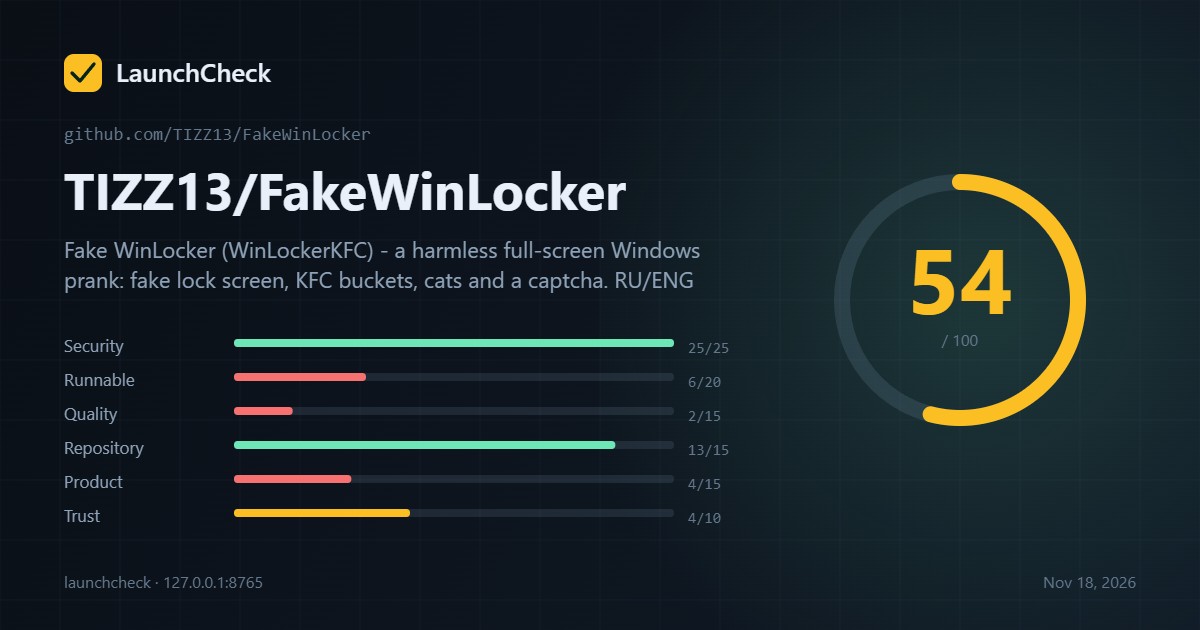 LaunchCheck
github.com/TIZZ13/FakeWinLocker
TIZZ13/FakeWinLocker
Fake WinLocker (WinLockerKFC) - a harmless full-screen Windows
prank: fake lock screen, KFC buckets, cats and a captcha. RU/ENG
54
/ 100
Security 25/25
Runnable 6/20
Quality 2/15
Repository 13/15
Product 4/15
Trust 4/10
launchcheck · 127.0.0.1:8765
Nov 18, 2026